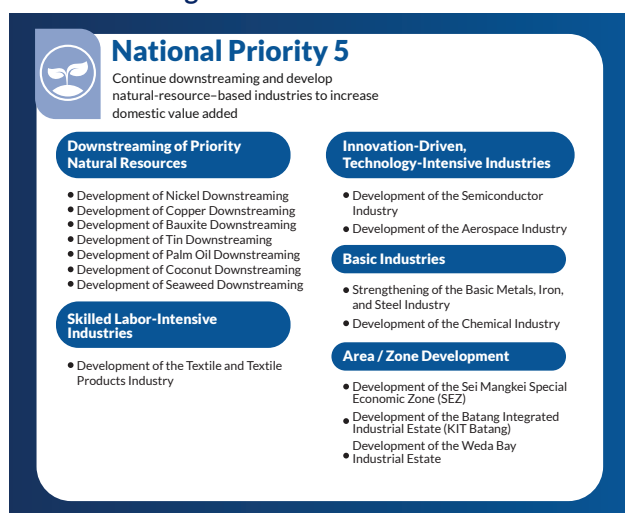 National Priority 5
Continue downstreaming and develop
natural-resource–based industries to increase
domestic value added
Downstreaming of Priority
Natural Resources
• Development of Nickel Downstreaming
• Development of Copper Downstreaming
• Development of Bauxite Downstreaming
• Development of Tin Downstreaming
• Development of Palm Oil Downstreaming
• Development of Coconut Downstreaming
• Development of Seaweed Downstreaming
Skilled Labor-Intensive
Industries
• Development of the Textile and Textile
Products Industry
Innovation-Driven,
Technology-Intensive Industries
• Development of the Semiconductor
Industry
• Development of the Aerospace Industry
Basic Industries
• Strengthening of the Basic Metals, Iron,
and Steel Industry
• Development of the Chemical Industry
Area / Zone Development
• Development of the Sei Mangkei Special
Economic Zone (SEZ)
• Development of the Batang Integrated
Industrial Estate (KIT Batang)
• Development of the Weda Bay
Industrial Estate